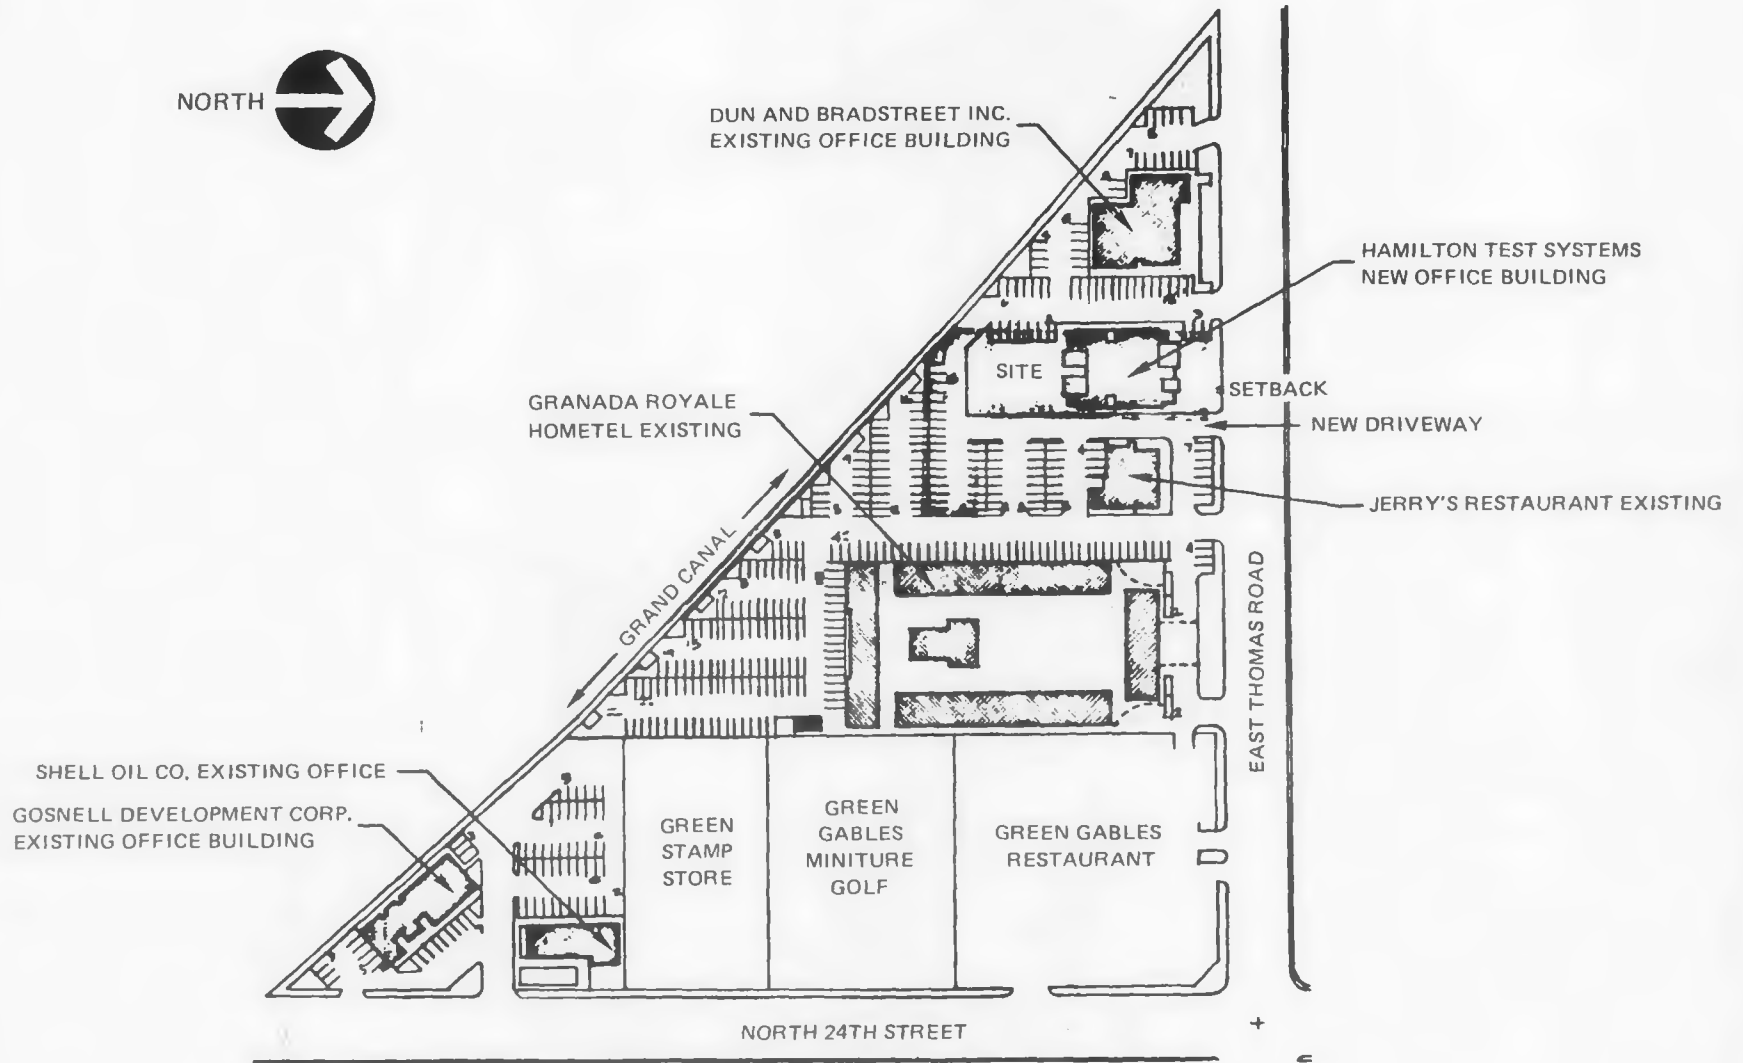 NORTH
DUN AND BRADSTREET INC.
EXISTING OFFICE BUILDING
HAMILTON TEST SYSTEMS
NEW OFFICE BUILDING
SITE
SETBACK
GRANADA ROYALE
HOMETEL EXISTING
NEW DRIVEWAY
JERRY'S RESTAURANT EXISTING
GRAND CANAL
EAST THOMAS ROAD
SHELL OIL CO. EXISTING OFFICE
GOSNELL DEVELOPMENT CORP.
EXISTING OFFICE BUILDING
GREEN
STAMP
STORE
GREEN
GABLES
MINITURE
GOLF
GREEN GABLES
RESTAURANT
NORTH 24TH STREET